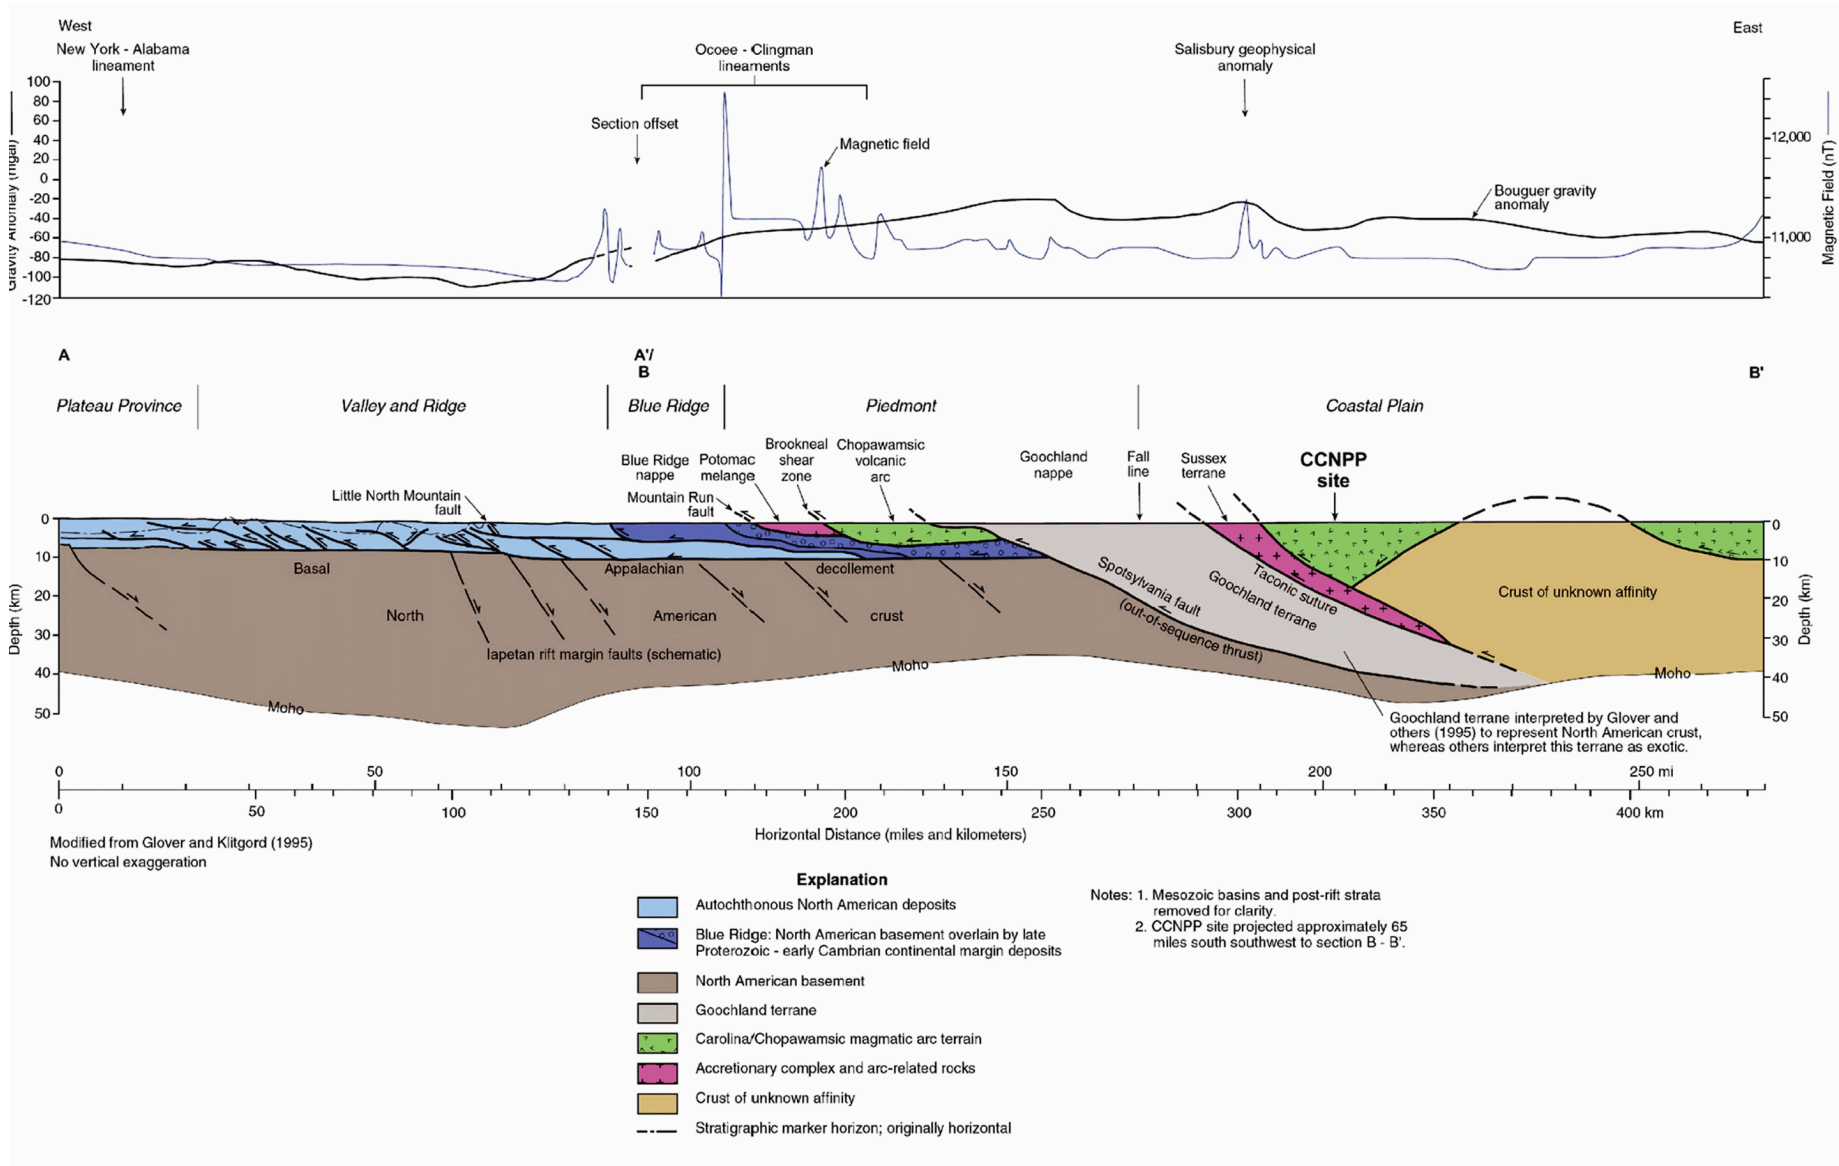 West
East
New York - Alabama
lineament
Ocoee - Clingman
lineaments
Salisbury geophysical
anomaly
Section offset
Magnetic field
Bouguer gravity
anomaly
Gravity Anomaly (mgal)
100
80
60
40
20
0
-20
-40
-60
-80
-100
-120
12,000
11,000
Magnetic Field (nT)
A
A'/
B
B'
Plateau Province
Valley and Ridge
Blue Ridge
Piedmont
Coastal Plain
Little North Mountain
fault
Blue Ridge
nappe
Mountain Run
fault
Potomac
melange
Brookneal
shear
zone
Chopawamsic
volcanic
arc
Goochland
nappe
Fall
line
Sussex
terrane
CCNPP
site
Depth (km)
0
10
20
30
40
50
Basal
Appalachian
decollement
North
American
crust
Iapetan rift margin faults (schematic)
Moho
Moho
Spotsylvania fault
(out-of-sequence thrust)
Goochland terrane
Taconic suture
Crust of unknown affinity
Moho
0
10
20
30
40
50
Depth (km)
Goochland terrane interpreted by Glover and
others (1995) to represent North American crust,
whereas others interpret this terrane as exotic.
0 50 100 150 200 250 mi
0 50 100 150 200 250 300 350 400 km
Horizontal Distance (miles and kilometers)
Modified from Glover and Klitgord (1995)
No vertical exaggeration
Explanation
Autochthonous North American deposits
Blue Ridge: North American basement overlain by late
Proterozoic - early Cambrian continental margin deposits
North American basement
Goochland terrane
Carolina/Chopawamsic magmatic arc terrain
Accretionary complex and arc-related rocks
Crust of unknown affinity
Stratigraphic marker horizon; originally horizontal
Notes: 1. Mesozoic basins and post-rift strata
removed for clarity.
2. CCNPP site projected approximately 65
miles south southwest to section B - B'.